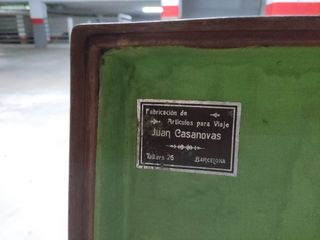 Fabricación de
Artículos para Viaje
Juan Casanovas
Tallers 26 BARCELONA